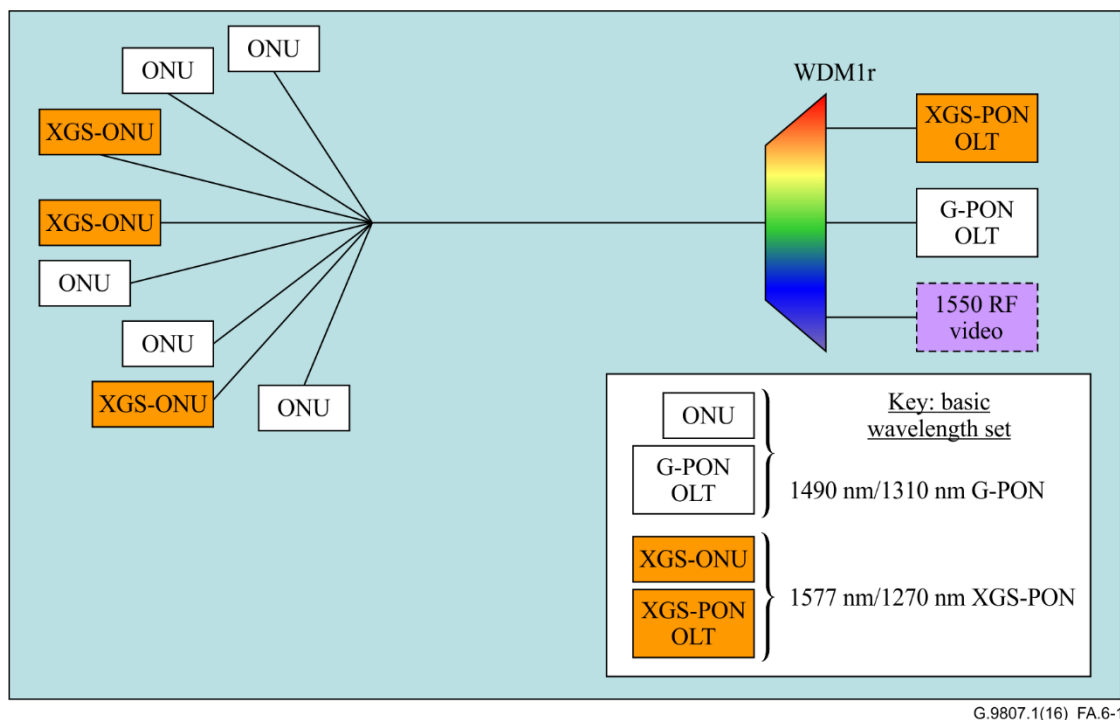 ONU
ONU
XGS-ONU
XGS-ONU
ONU
ONU
XGS-ONU
ONU
WDM1r
XGS-PON
OLT
G-PON
OLT
1550 RF
video
Key: basic
wavelength set
ONU
G-PON
OLT
1490 nm/1310 nm G-PON
XGS-ONU
XGS-PON
OLT
1577 nm/1270 nm XGS-PON
G.9807.1(16)_FA.6-1